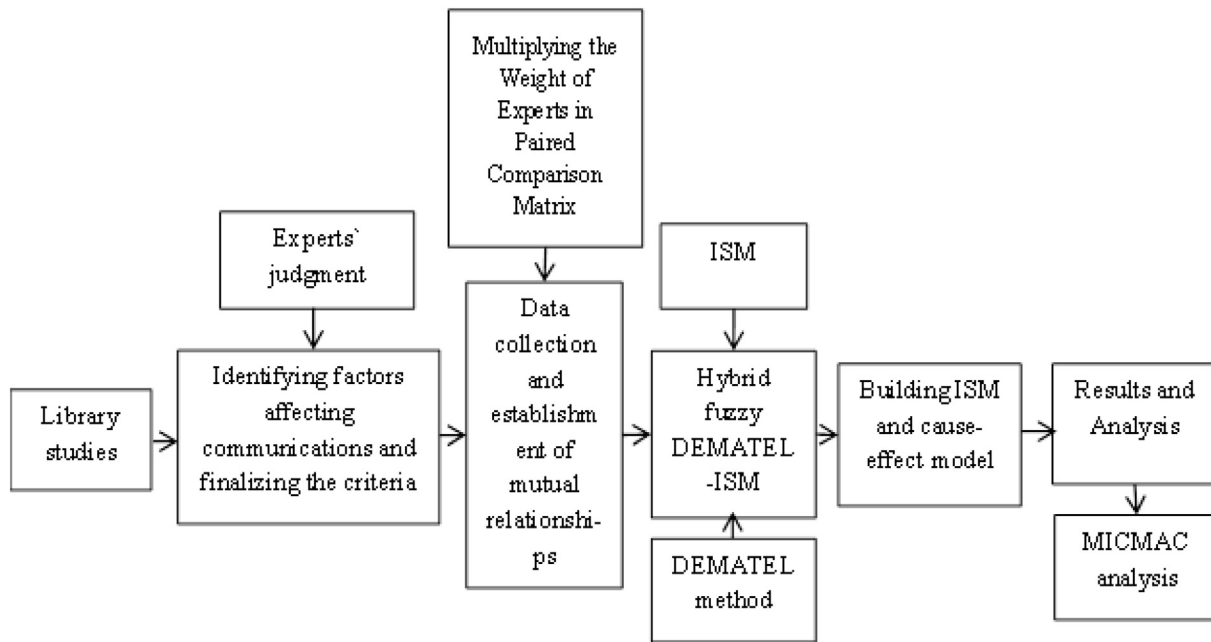 Multiplying the
Weight of
Experts in
Paired
Comparison
Matrix
Experts`
judgment
ISM
Library
studies
Identifying factors
affecting
communications and
finalizing the criteria
Data
collection
and
establishm
ent of
mutual
relationshi-
ps
Hybrid
fuzzy
DEMATEL
-ISM
DEMATEL
method
Building ISM
and cause-
effect model
Results and
Analysis
MICMAC
analysis